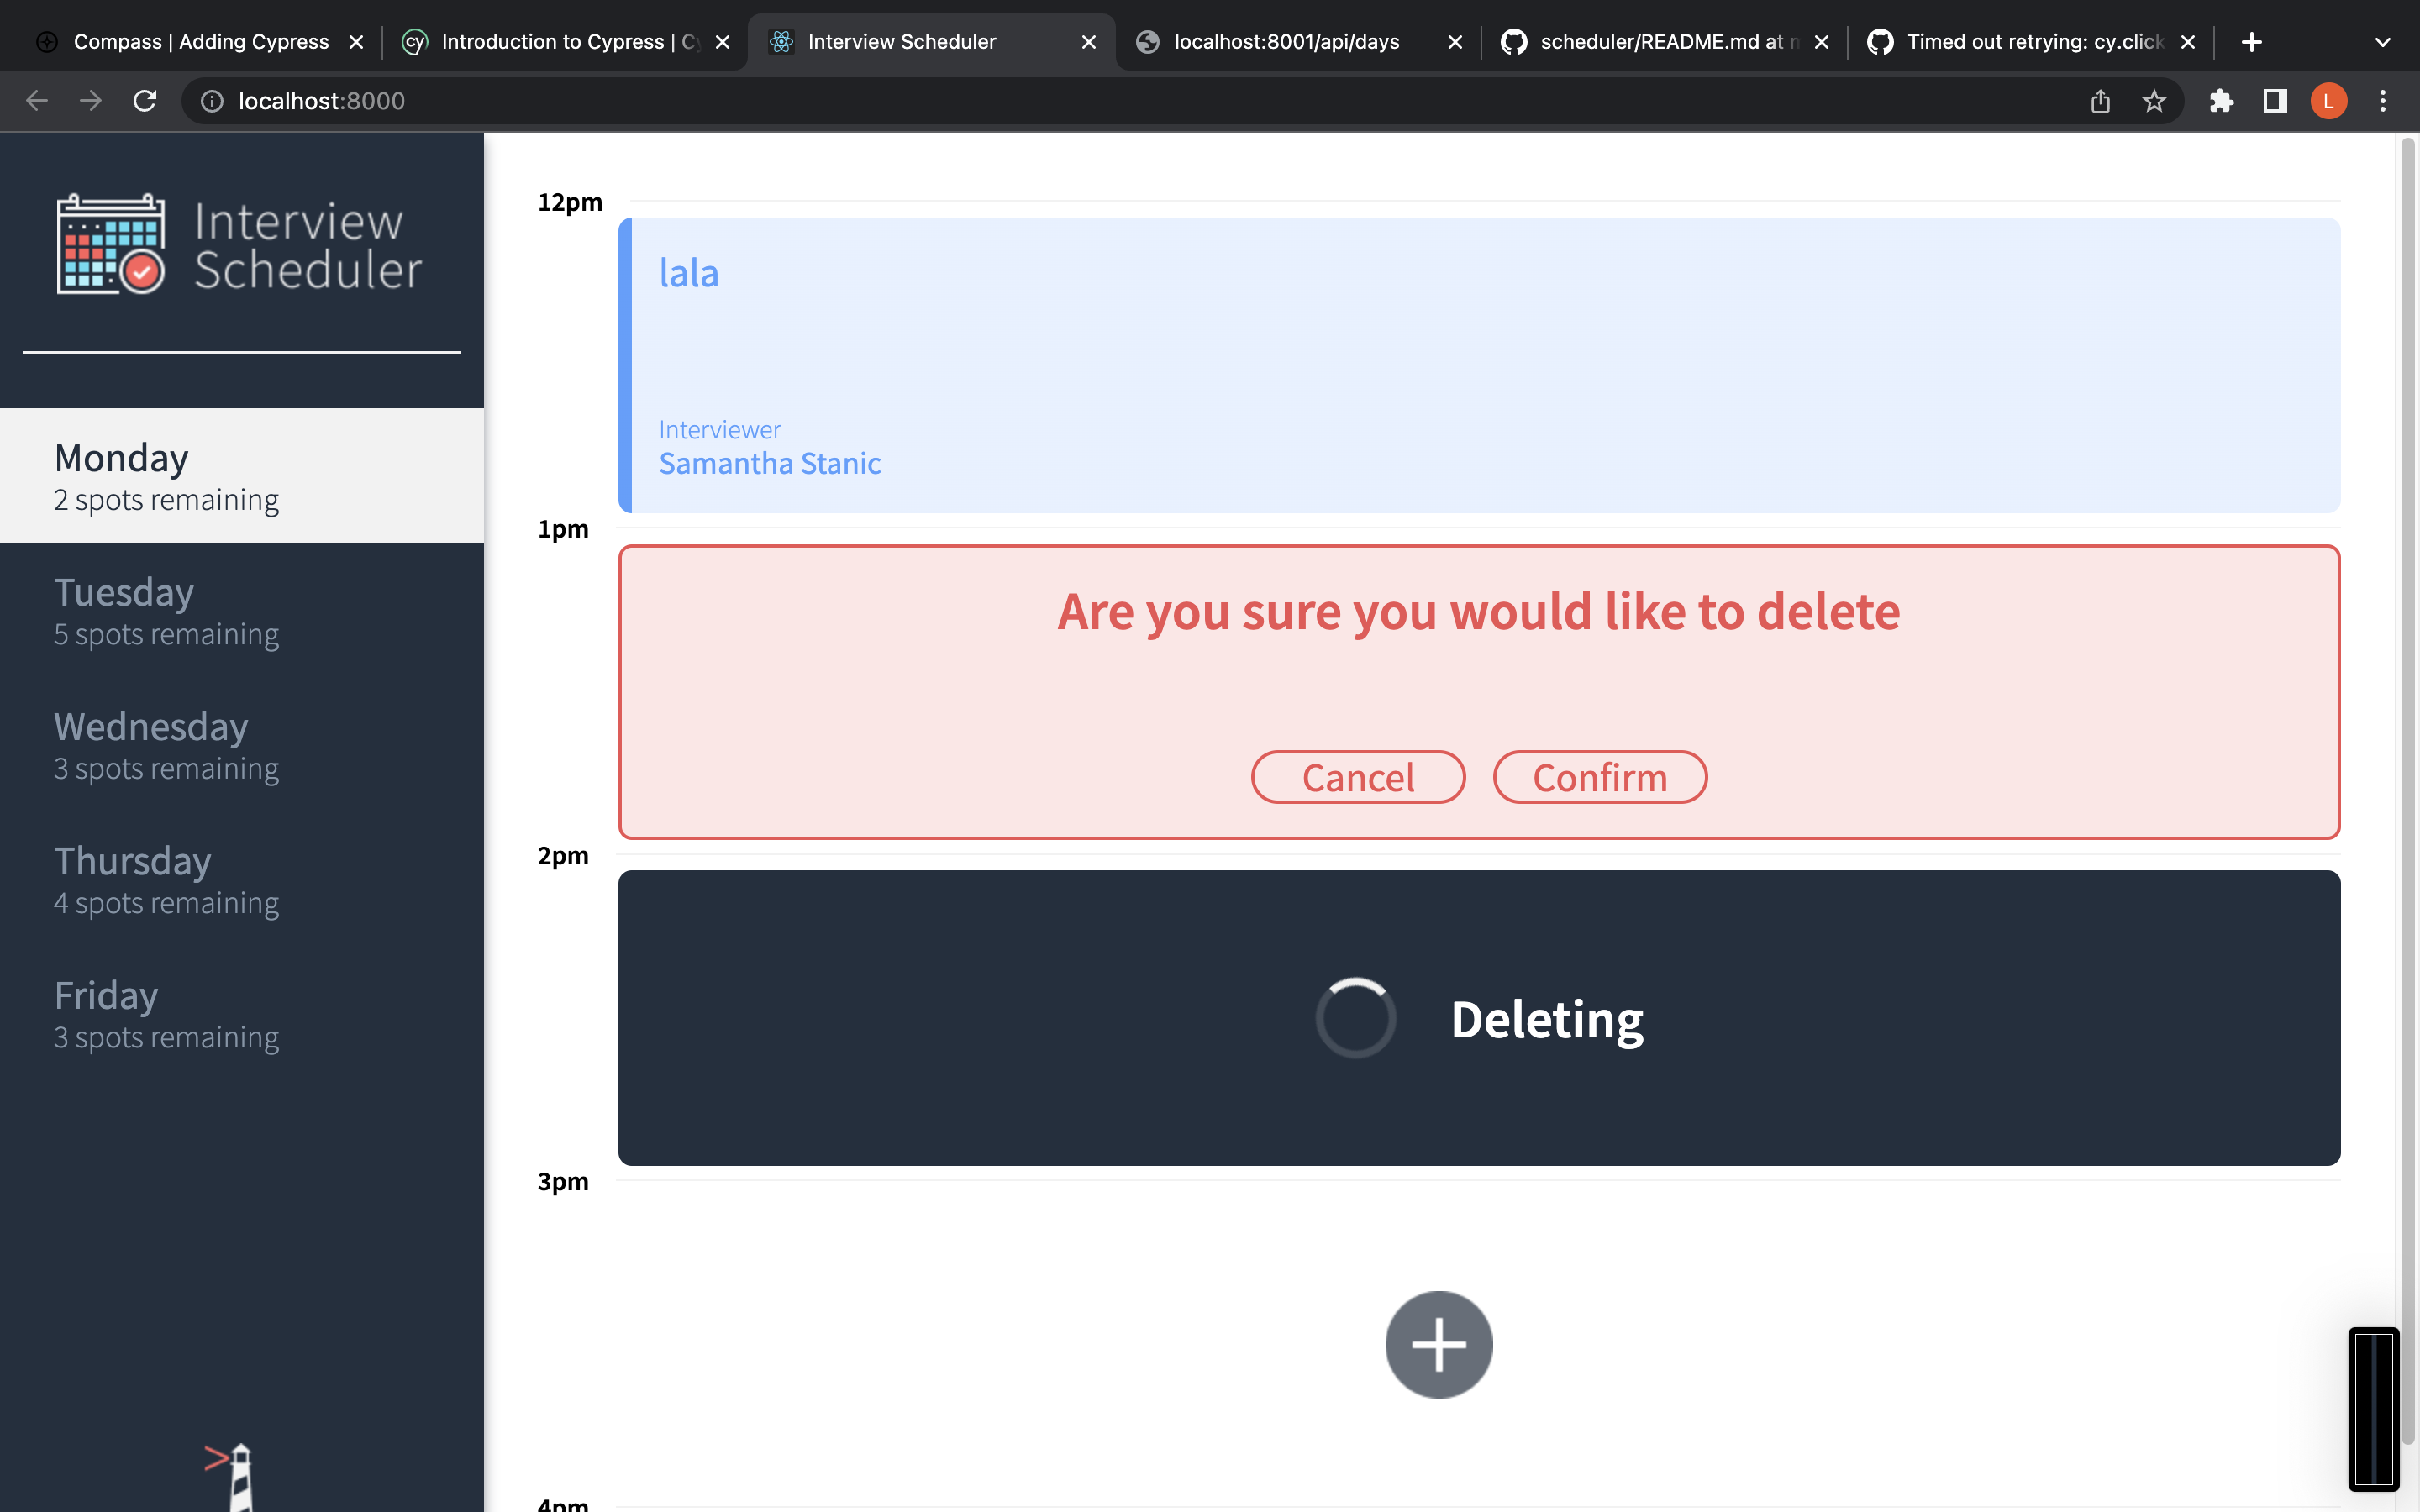 Compass | Adding Cypress
Introduction to Cypress | Cy
Interview Scheduler
localhost:8001/api/days
scheduler/README.md at m
Timed out retrying: cy.click
localhost:8000
L
Interview
Scheduler
Monday
2 spots remaining
Tuesday
5 spots remaining
Wednesday
3 spots remaining
Thursday
4 spots remaining
Friday
3 spots remaining
12pm
lala
Interviewer
Samantha Stanic
1pm
Are you sure you would like to delete
Cancel
Confirm
2pm
Deleting
3pm
4pm